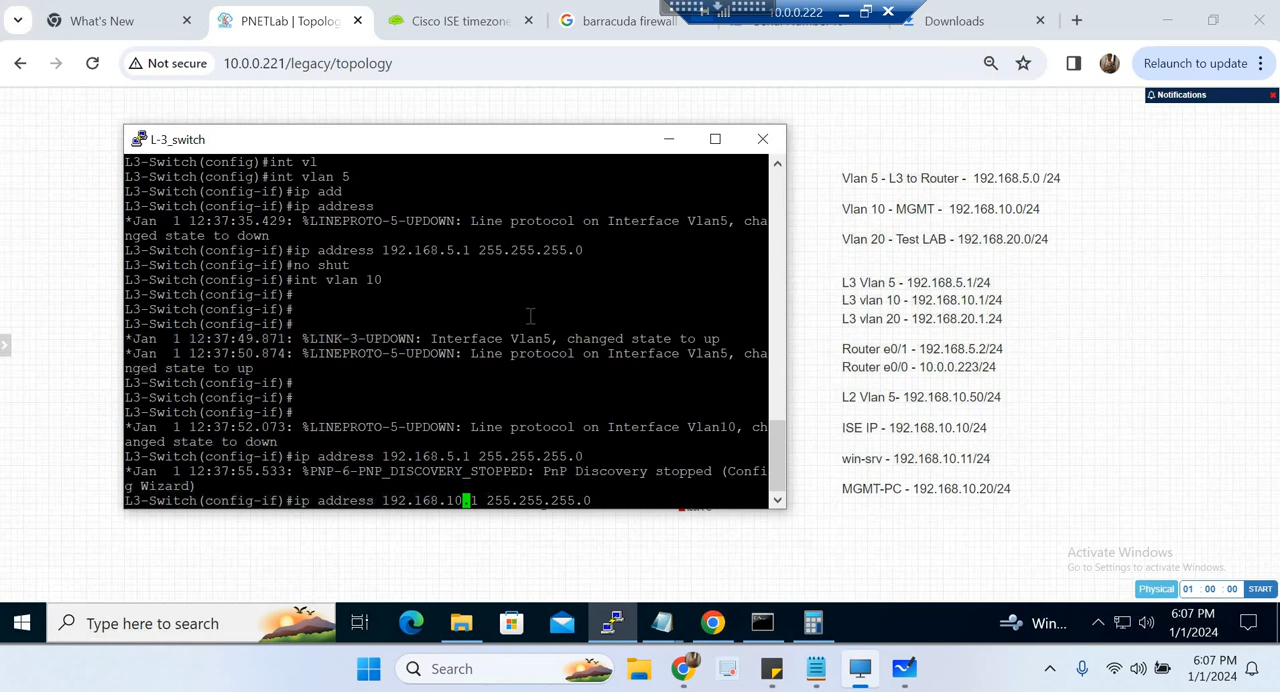 What's New
PNETLab | Topolog
Cisco ISE timezone
barracuda firewall
10.0.0.222
Downloads
Not secure
10.0.0.221/legacy/topology
Relaunch to update
Notifications
L-3_switch
L3-Switch(config)#int vl
L3-Switch(config)#int vlan 5
L3-Switch(config-if)#ip add
L3-Switch(config-if)#ip address
*Jan  1 12:37:35.429: %LINEPROTO-5-UPDOWN: Line protocol on Interface Vlan5, cha
nged state to down
L3-Switch(config-if)#ip address 192.168.5.1 255.255.255.0
L3-Switch(config-if)#no shut
L3-Switch(config-if)#int vlan 10
L3-Switch(config-if)#
L3-Switch(config-if)#
L3-Switch(config-if)#
*Jan  1 12:37:49.871: %LINK-3-UPDOWN: Interface Vlan5, changed state to up
*Jan  1 12:37:50.874: %LINEPROTO-5-UPDOWN: Line protocol on Interface Vlan5, cha
nged state to up
L3-Switch(config-if)#
L3-Switch(config-if)#
L3-Switch(config-if)#
*Jan  1 12:37:52.073: %LINEPROTO-5-UPDOWN: Line protocol on Interface Vlan10, ch
anged state to down
L3-Switch(config-if)#ip address 192.168.5.1 255.255.255.0
*Jan  1 12:37:55.533: %PNP-6-PNP_DISCOVERY_STOPPED: PnP Discovery stopped (Confi
g Wizard)
L3-Switch(config-if)#ip address 192.168.10.1 255.255.255.0
Vlan 5 - L3 to Router -  192.168.5.0 /24
Vlan 10 - MGMT - 192.168.10.0/24
Vlan 20 - Test LAB - 192.168.20.0/24
L3 Vlan 5 - 192.168.5.1/24
L3 vlan 10 - 192.168.10.1/24
L3 vlan 20 - 192.168.20.1.24
Router e0/1 - 192.168.5.2/24
Router e0/0 - 10.0.0.223/24
L2 Vlan 5- 192.168.10.50/24
ISE IP - 192.168.10.10/24
win-srv - 192.168.10.11/24
MGMT-PC - 192.168.10.20/24
Activate Windows
Go to Settings to activate Windows.
Physical
01 : 00 : 00
START
Type here to search
Win...
6:07 PM
1/1/2024
Search
6:07 PM
1/1/2024